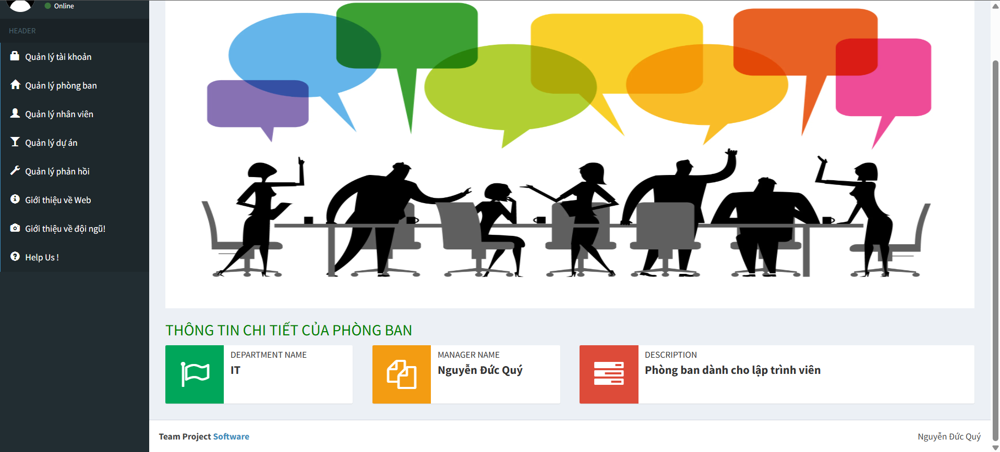 Online
HEADER
Quản lý tài khoản
Quản lý phòng ban
Quản lý nhân viên
Quản lý dự án
Quản lý phản hồi
Giới thiệu về Web
Giới thiệu về đội ngũ!
Help Us !
THÔNG TIN CHI TIẾT CỦA PHÒNG BAN
DEPARTMENT NAME
IT
MANAGER NAME
Nguyễn Đức Quý
DESCRIPTION
Phòng ban dành cho lập trình viên
Team Project Software
Nguyễn Đức Quý